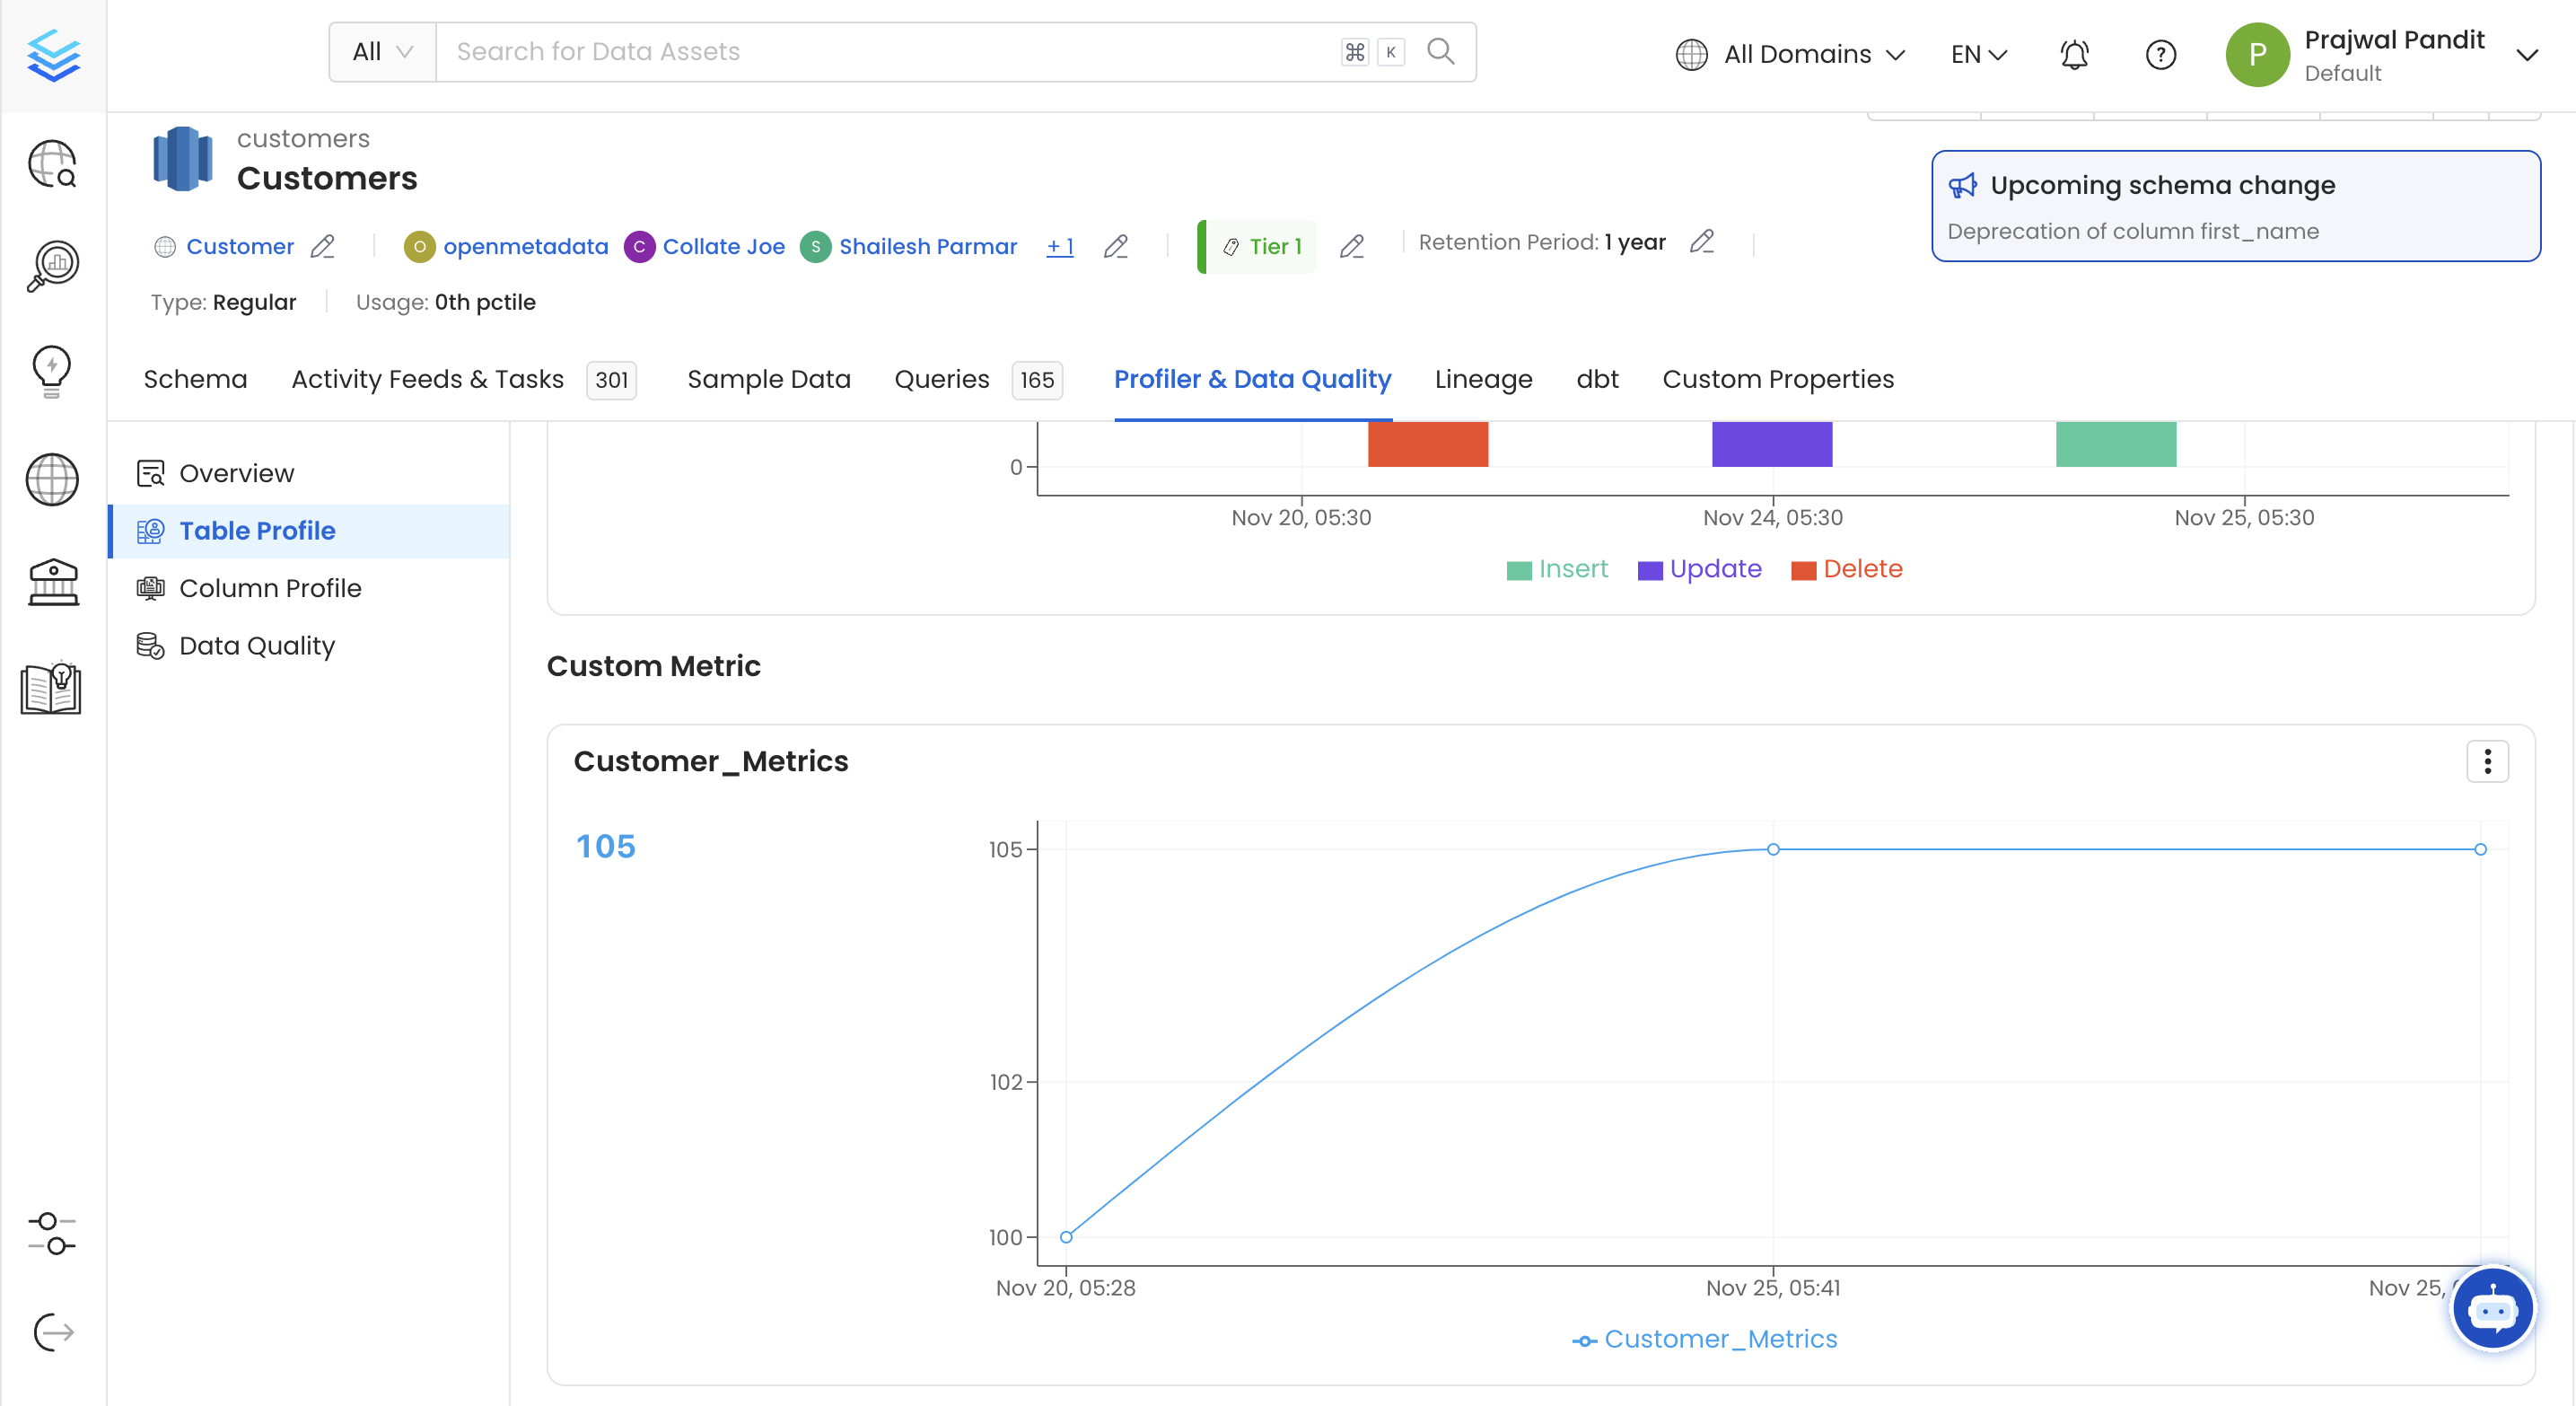 All
Search for Data Assets
⌘ K
All Domains
EN
?
P
Prajwal Pandit
Default
customers
Customers
Upcoming schema change
Deprecation of column first_name
Customer
O openmetadata
C Collate Joe
S Shailesh Parmar
+ 1
Tier 1
Retention Period: 1 year
Type: Regular
Usage: 0th pctile
Schema
Activity Feeds & Tasks 301
Sample Data
Queries 165
Profiler & Data Quality
Lineage
dbt
Custom Properties
Overview
Table Profile
Column Profile
Data Quality
0
Nov 20, 05:30
Nov 24, 05:30
Nov 25, 05:30
Insert
Update
Delete
Custom Metric
Customer_Metrics
105
105
102
100
Nov 20, 05:28
Nov 25, 05:41
Nov 25,
Customer_Metrics